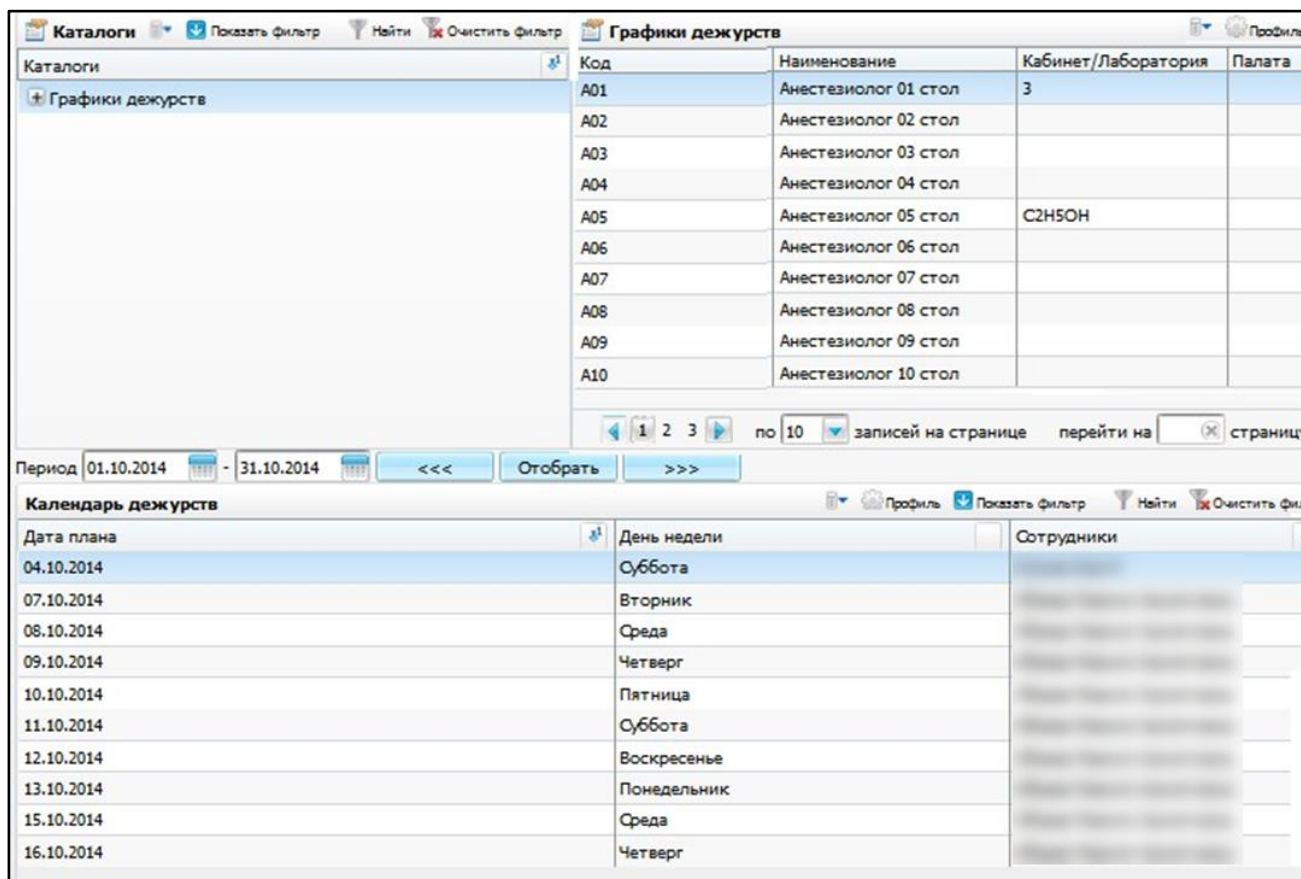 Каталоги Показать фильтр Найти Очистить фильтр
Каталоги
Графики дежурств
Графики дежурств Профиль
Код Наименование Кабинет/Лаборатория Палата
A01 Анестезиолог 01 стол 3
A02 Анестезиолог 02 стол
A03 Анестезиолог 03 стол
A04 Анестезиолог 04 стол
A05 Анестезиолог 05 стол C2H5OH
A06 Анестезиолог 06 стол
A07 Анестезиолог 07 стол
A08 Анестезиолог 08 стол
A09 Анестезиолог 09 стол
A10 Анестезиолог 10 стол
1 2 3 по 10 записей на странице перейти на страниц
Период 01.10.2014 - 31.10.2014 <<< Отобрать >>>
Календарь дежурств Профиль Показать фильтр Найти Очистить фи
Дата плана День недели Сотрудники
04.10.2014 Суббота
07.10.2014 Вторник
08.10.2014 Среда
09.10.2014 Четверг
10.10.2014 Пятница
11.10.2014 Суббота
12.10.2014 Воскресенье
13.10.2014 Понедельник
15.10.2014 Среда
16.10.2014 Четверг